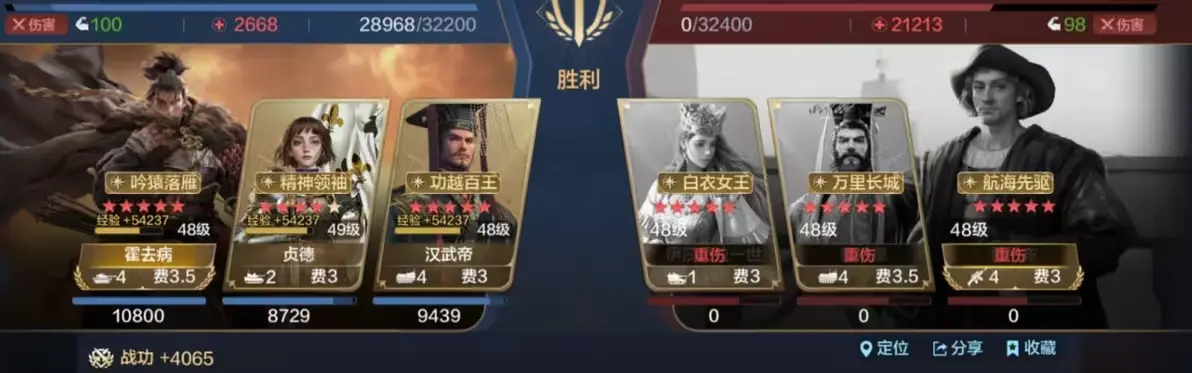 伤害 100 2668 28968/32200
0/32400 21213 98 伤害
胜利
吟猿落雁
经验 +54237
48级
霍去病
4 费3.5
10800
精神领袖
经验 +54237
49级
贞德
2 费3
8729
功越百王
经验 +54237
48级
汉武帝
4 费3
9439
白衣女王
48级
重伤
1 费3
0
万里长城
48级
重伤
4 费3.5
0
航海先驱
48级
重伤
4 费3
0
战功 +4065
定位 分享 收藏